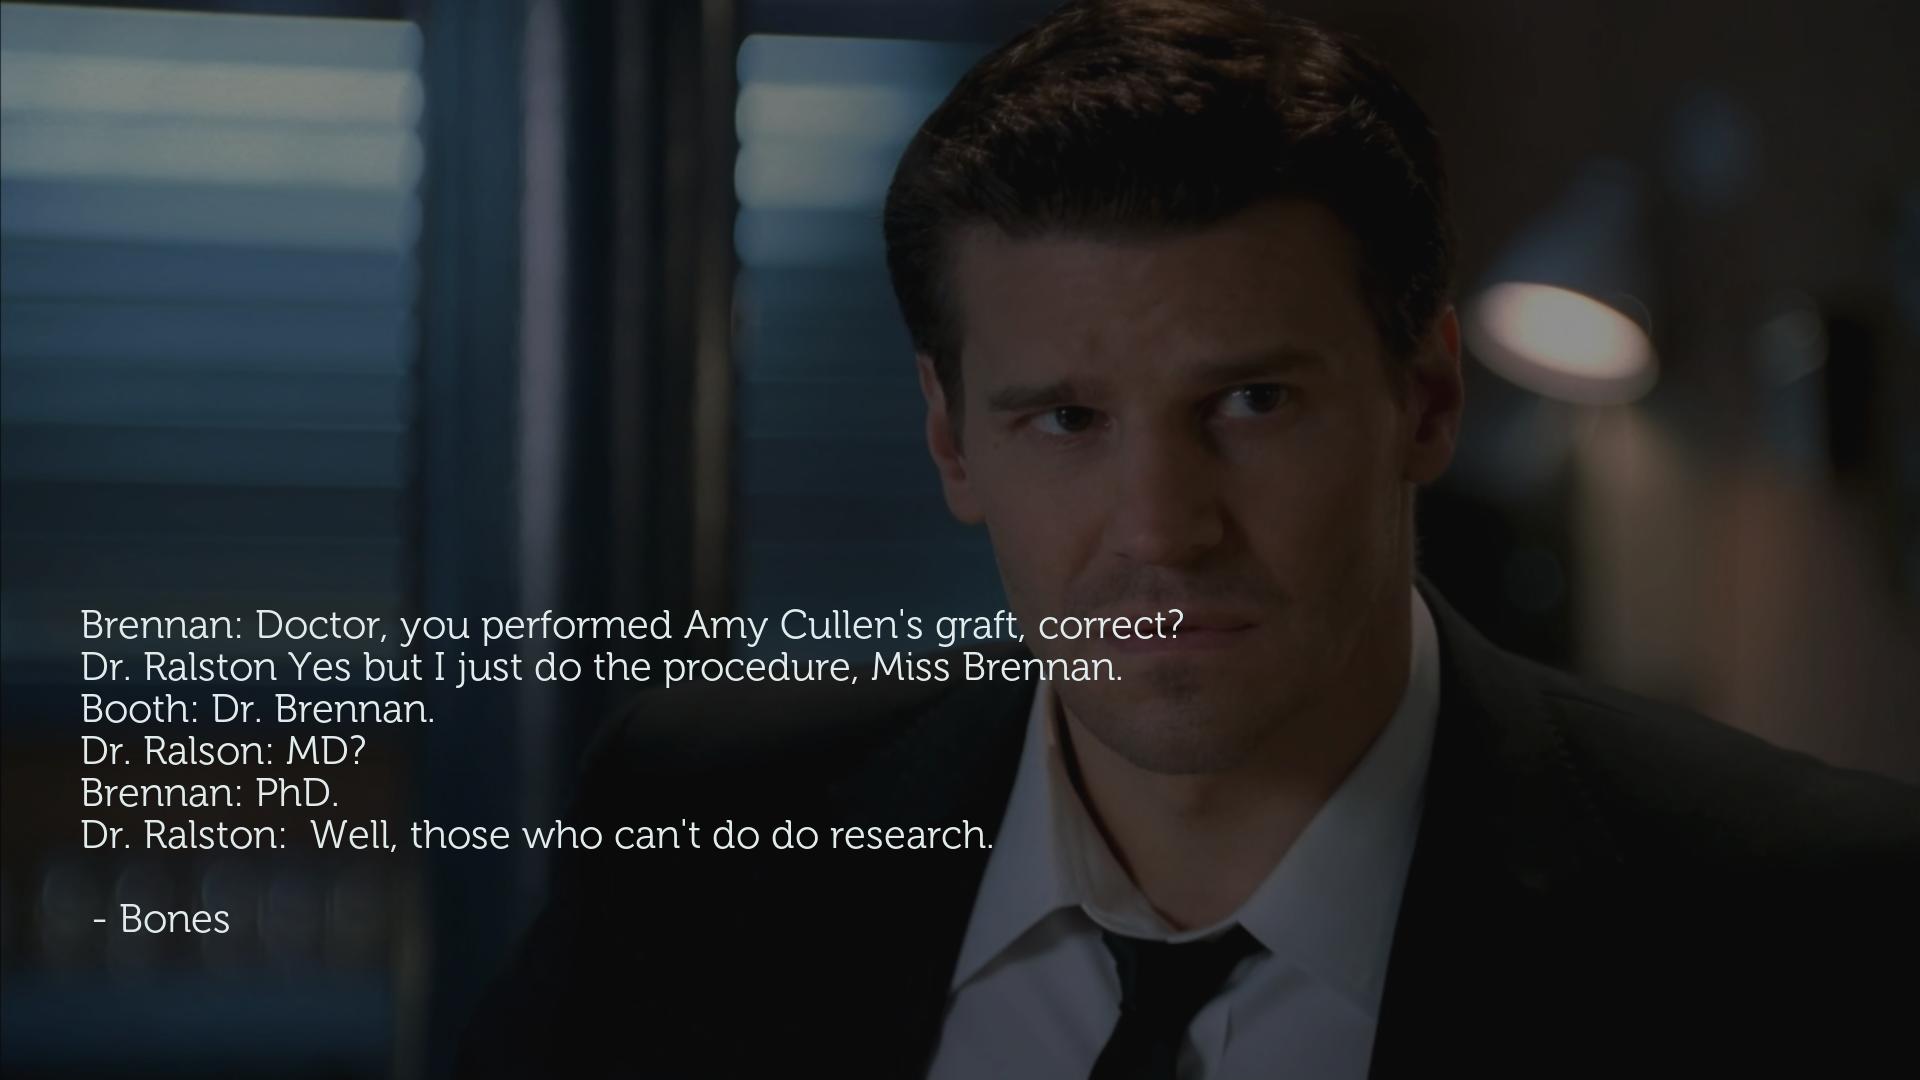 Brennan: Doctor, you performed Amy Cullen's graft, correct?
Dr. Ralston Yes but I just do the procedure, Miss Brennan.
Booth: Dr. Brennan.
Dr. Ralson: MD?
Brennan: PhD.
Dr. Ralston:  Well, those who can't do do research.
- Bones